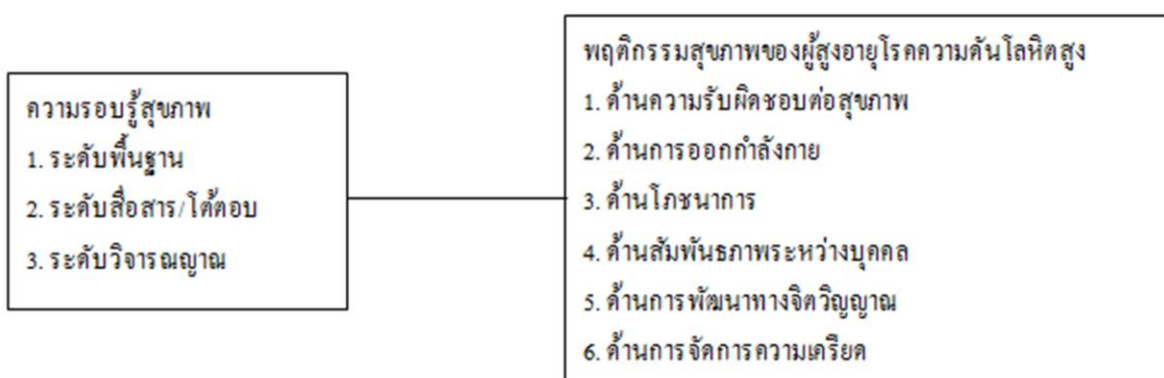 ความรอบรู้สุขภาพ
1. ระดับพื้นฐาน
2. ระดับสื่อสาร/โต้ตอบ
3. ระดับวิจารณญาณ
พฤติกรรมสุขภาพของผู้สูงอายุโรคความดันโลหิตสูง
1. ด้านความรับผิดชอบต่อสุขภาพ
2. ด้านการออกกำลังกาย
3. ด้านโภชนาการ
4. ด้านสัมพันธภาพระหว่างบุคคล
5. ด้านการพัฒนาทางจิตวิญญาณ
6. ด้านการจัดการความเครียด